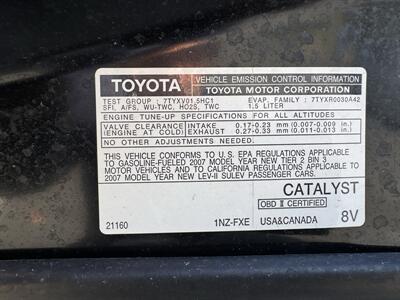 TOYOTA VEHICLE EMISSION CONTROL INFORMATION
TOYOTA MOTOR CORPORATION
TEST GROUP : 7TYXV01.5HC1 EVAP. FAMILY : 7TYXR0030A42
SFI, A/FS, WU-TWC, HO2S, TWC 1.5 LITER
ENGINE TUNE-UP SPECIFICATIONS FOR ALL ALTITUDES
VALVE CLEARANCE INTAKE 0.17-0.23 mm (0.007-0.009 in.)
EXHAUST 0.27-0.33 mm (0.011-0.013 in.)
NO OTHER ADJUSTMENTS NEEDED.
THIS VEHICLE CONFORMS TO U.S. EPA REGULATIONS APPLICABLE
TO GASOLINE-FUELED 2007 MODEL YEAR NEW TIER 2 BIN 3
MOTOR VEHICLES AND TO CALIFORNIA REGULATIONS APPLICABLE TO
2007 MODEL YEAR NEW LEV-II SULEV PASSENGER CARS.
CATALYST
OBD II CERTIFIED
21160 1NZ-FXE USA&CANADA 8V